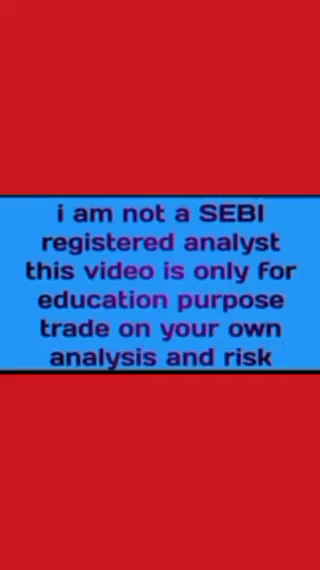 i am not a SEBI
registered analyst
this video is only for
education purpose
trade on your own
analysis and risk